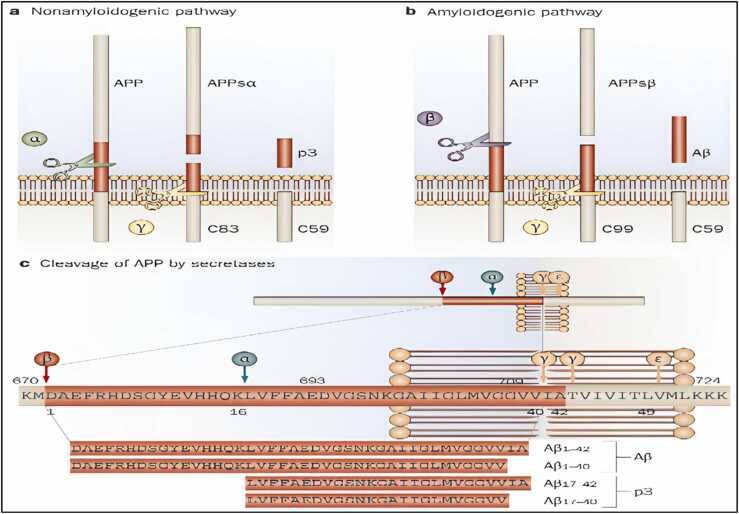 a Nonamyloidogenic pathway
b Amyloidogenic pathway
APP
APPsα
α
p3
γ
C83
C59
APP
APPsβ
β
Aβ
γ
C99
C59
c Cleavage of APP by secretases
β
α
γ
ε
β
α
γ
γ
ε
670
693
709
724
KMDAEFRHDSGYEVHHQKLVFFAEDVGSNKGAIIGLMVGGVVIATVIVITLVMLKKK
1
16
40
42
49
DAEFRHDSGYEVHHQKLVFFAEDVGSNKGAIIGLMVGGVVIA
Aβ1–42
DAEFRHDSGYEVHHQKLVFFAEDVGSNKGAIIGLMVGGVV
Aβ1–40
Aβ
LVFFAEDVGSNKGAIIGLMVGGVVIA
Aβ17–42
LVFFAEDVGSNKGAIIGLMVGGVV
Aβ17–40
p3